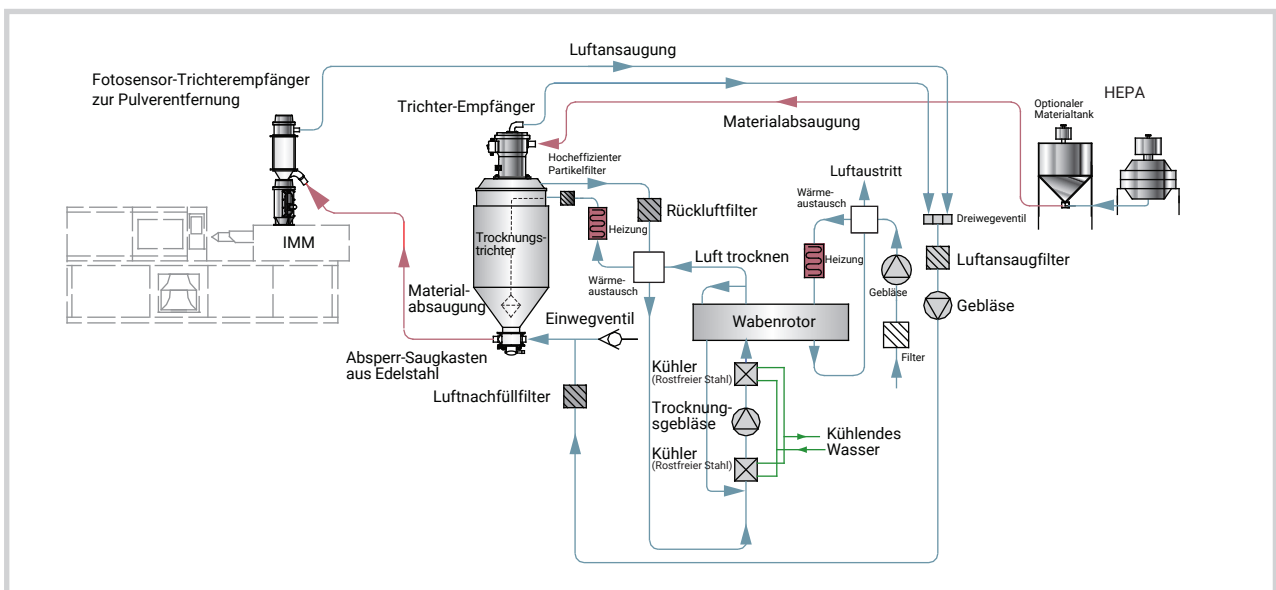 Luftansaugung
Fotosensor-Trichterempfänger
zur Pulverentfernung
Trichter-Empfänger
Materialabsaugung
Optionaler
Materialtank
HEPA
Hocheffizienter
Partikelfilter
Luftaustritt
Wärme-
austausch
Rückluftfilter
Dreiwegeventil
Trocknungs-
trichter
Heizung
IMM
Luft trocknen
Heizung
Luftansaugfilter
Wärme-
austausch
Gebläse
Material-
absaugung
Gebläse
Einwegventil
Wabenrotor
Absperr-Saugkasten
aus Edelstahl
Filter
Kühler
(Rostfreier Stahl)
Luftnachfüllfilter
Trocknun-
gsgebläse
Kühlendes
Wasser
Kühler
(Rostfreier Stahl)